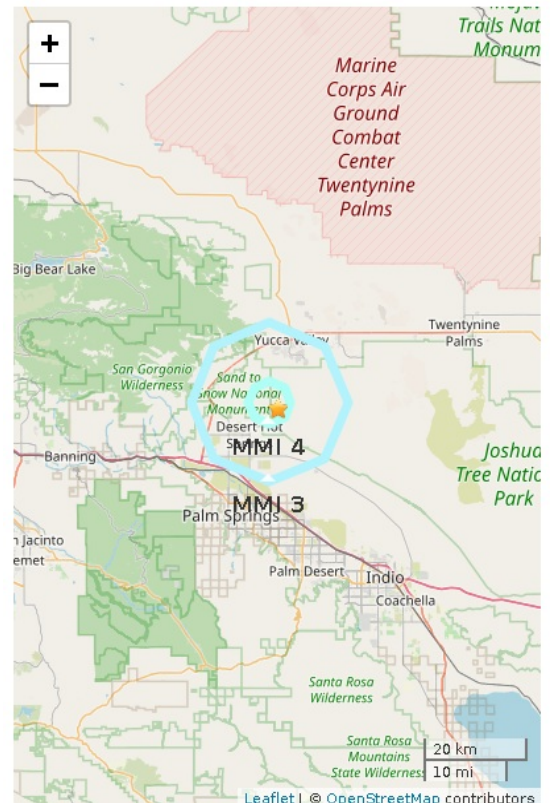 +
−
Mojav
Trails Nat
Monum
Marine
Corps Air
Ground
Combat
Center
Twentynine
Palms
Big Bear Lake
Twentynine
Palms
Yucca Valley
San Gorgonio
Wilderness
Sand to
Snow National
Monument
Desert Hot
Springs
MMI 4
Banning
Joshua
Tree Natio
Park
MMI 3
Palm Springs
n Jacinto
emet
Palm Desert
Indio
Coachella
Santa Rosa
Wilderness
Santa Rosa
Mountains
State Wilderness
20 km
10 mi
Leaflet | © OpenStreetMap contributors